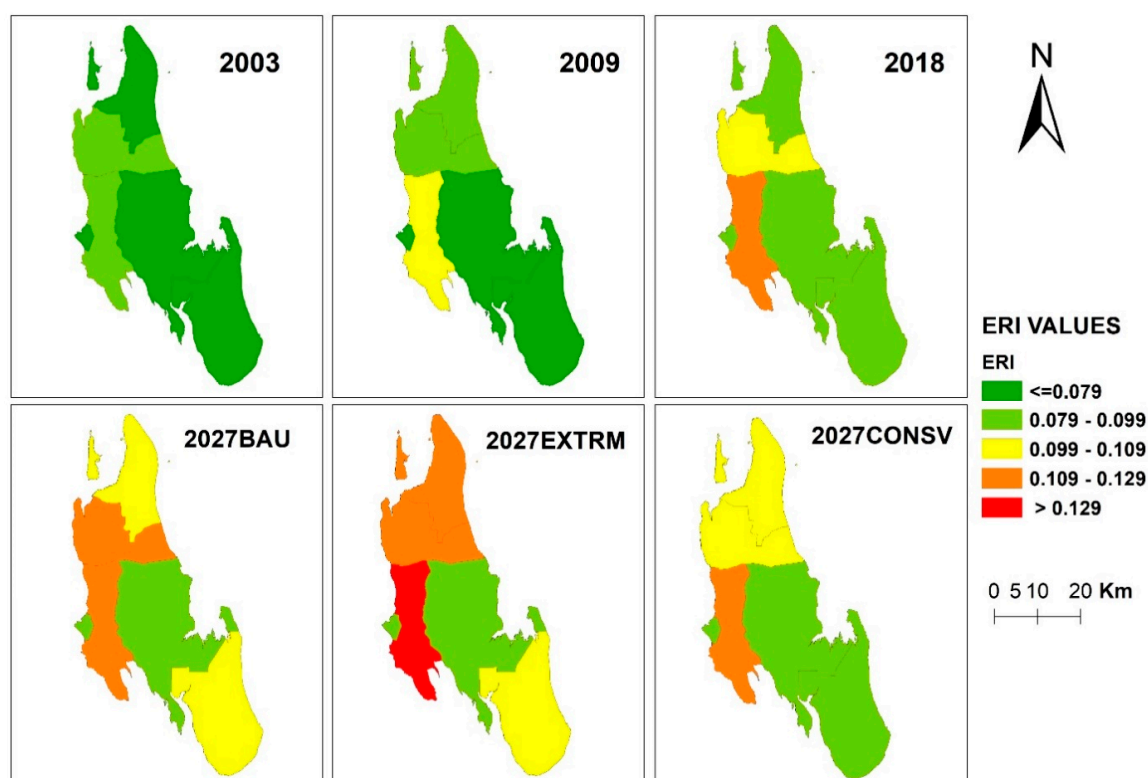 2003
2009
2018
N
2027BAU
2027EXTRM
2027CONSV
ERI VALUES
ERI
<=0.079
0.079 - 0.099
0.099 - 0.109
0.109 - 0.129
> 0.129
0 5 10 20 Km